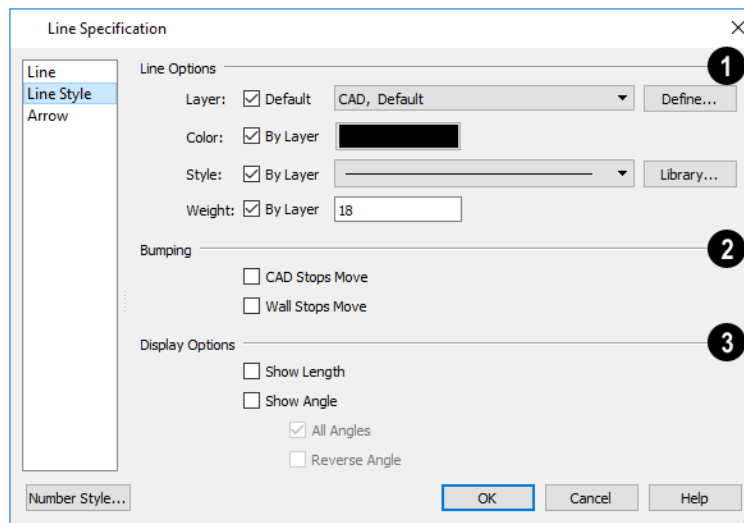 Line Specification
Line
Line Style
Arrow
Line Options
1
Layer: Default CAD, Default Define...
Color: By Layer
Style: By Layer Library...
Weight: By Layer 18
Bumping
2
CAD Stops Move
Wall Stops Move
Display Options
3
Show Length
Show Angle
All Angles
Reverse Angle
Number Style... OK Cancel Help